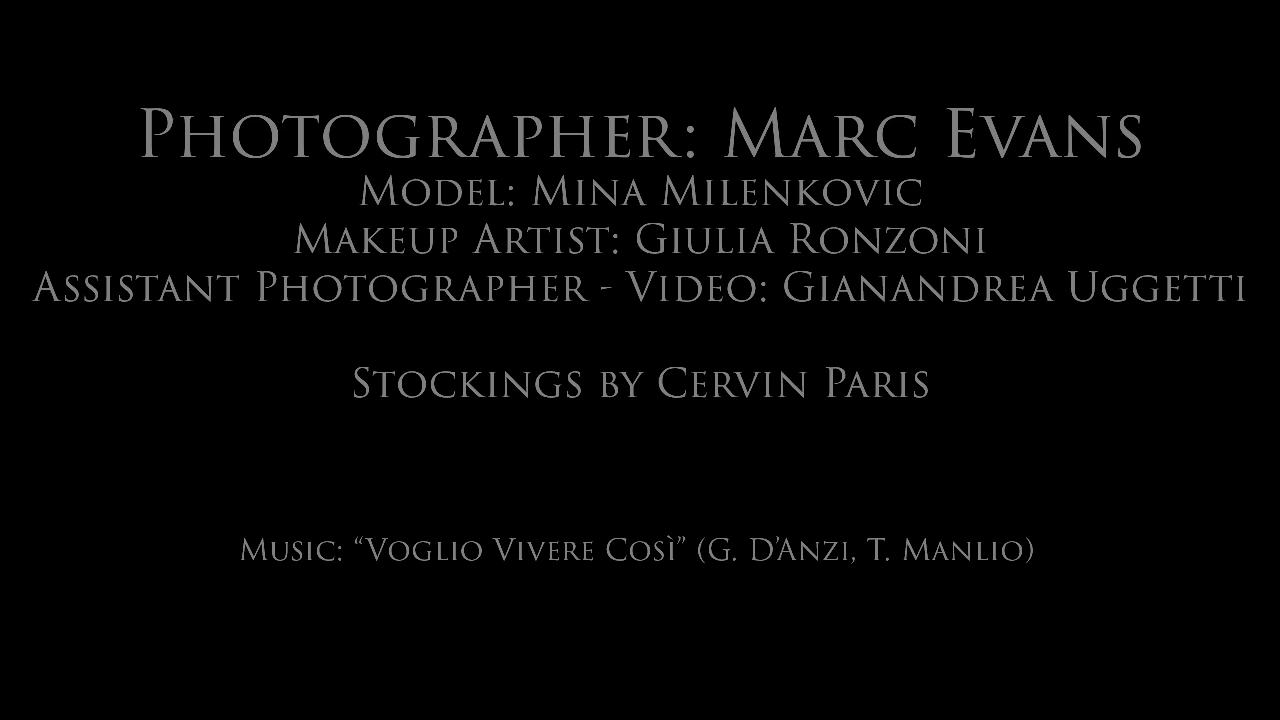 Photographer: Marc Evans
Model: Mina Milenkovic
Makeup Artist: Giulia Ronzoni
Assistant Photographer - Video: Gianandrea Uggetti
Stockings by Cervin Paris
Music: “Voglio Vivere Così” (G. D’Anzi, T. Manlio)